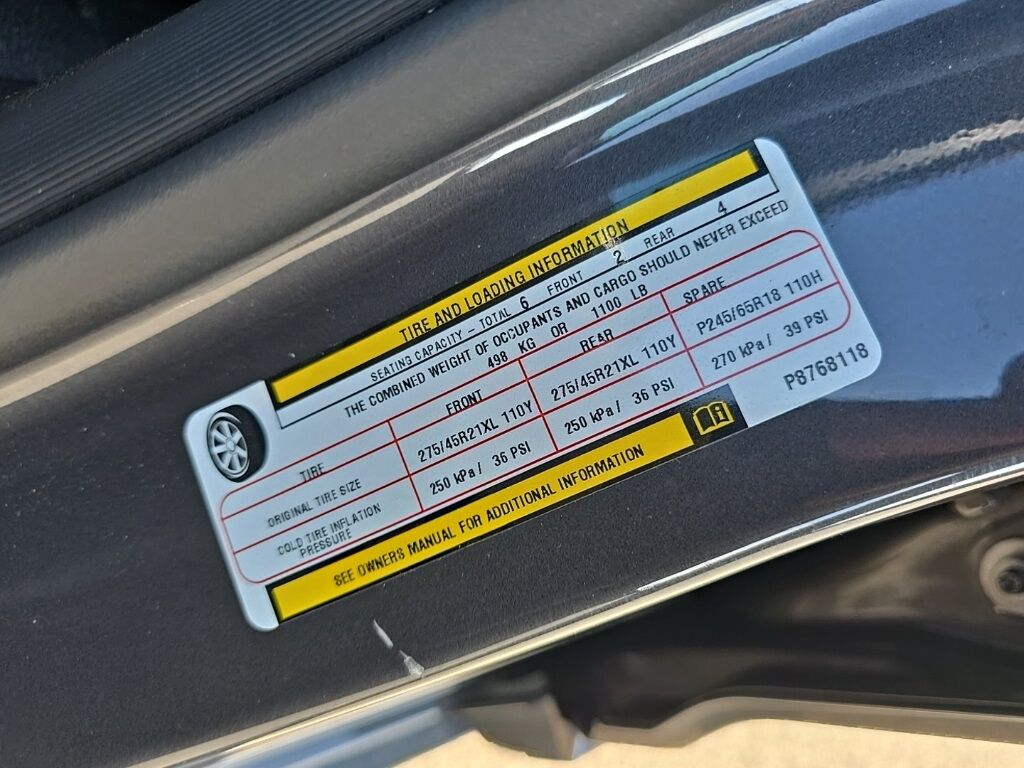 TIRE AND LOADING INFORMATION
SEATING CAPACITY - TOTAL 6 FRONT 2 REAR 4
THE COMBINED WEIGHT OF OCCUPANTS AND CARGO SHOULD NEVER EXCEED
498 KG OR 1100 LB
TIRE FRONT REAR SPARE
ORIGINAL TIRE SIZE 275/45R21XL 110Y 275/45R21XL 110Y P245/65R18 110H
COLD TIRE INFLATION PRESSURE 250 kPa / 36 PSI 250 kPa / 36 PSI 270 kPa / 39 PSI
SEE OWNERS MANUAL FOR ADDITIONAL INFORMATION
P8768118